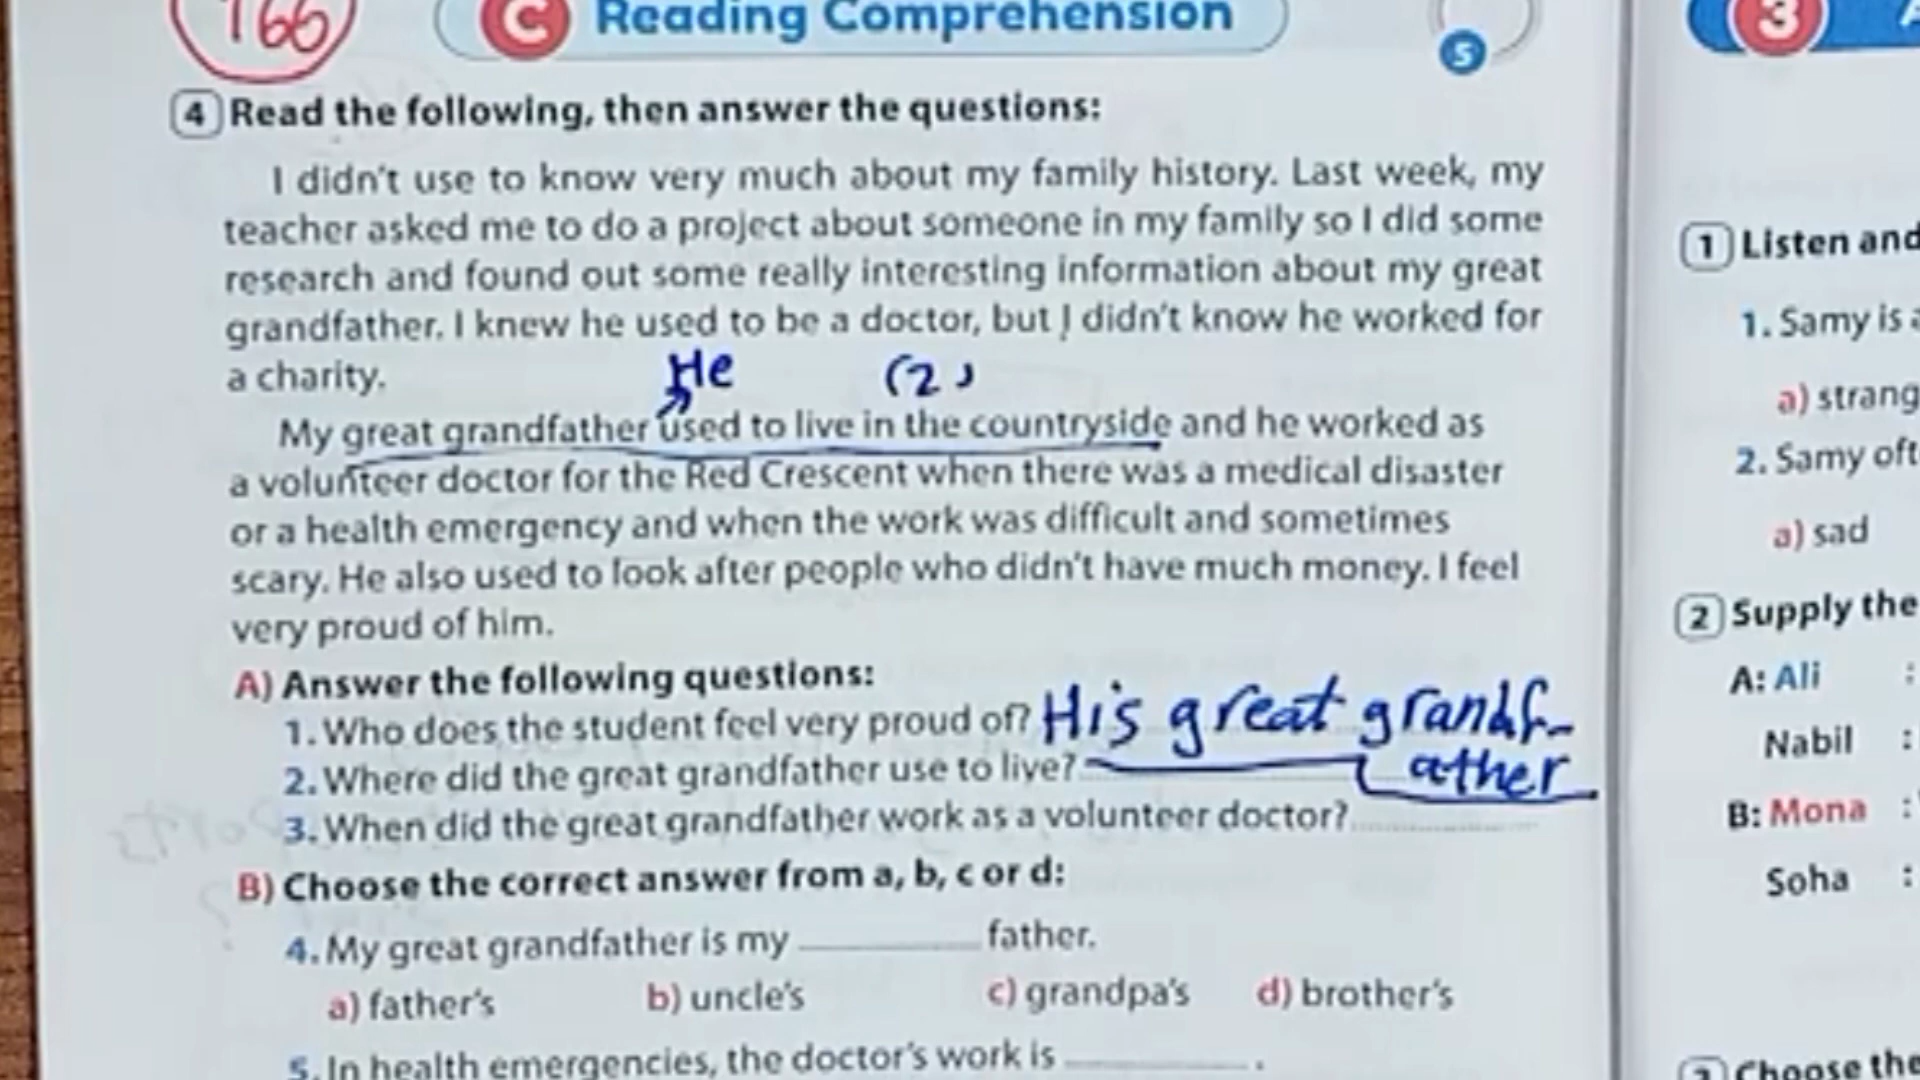 166
C Reading Comprehension
5
4 Read the following, then answer the questions:
I didn't use to know very much about my family history. Last week, my
teacher asked me to do a project about someone in my family so I did some
research and found out some really interesting information about my great
grandfather. I knew he used to be a doctor, but I didn't know he worked for
a charity.
He (2)
My great grandfather used to live in the countryside and he worked as
a volunteer doctor for the Red Crescent when there was a medical disaster
or a health emergency and when the work was difficult and sometimes
scary. He also used to look after people who didn't have much money. I feel
very proud of him.
A) Answer the following questions:
1. Who does the student feel very proud of? His great grandf-
2. Where did the great grandfather use to live? ather
3. When did the great grandfather work as a volunteer doctor?
B) Choose the correct answer from a, b, c or d:
4. My great grandfather is my ______ father.
a) father's b) uncle's c) grandpa's d) brother's
5. In health emergencies, the doctor's work is ______ .
3
1 Listen and
1. Samy is
a) strang
2. Samy oft
a) sad
2 Supply the
A: Ali :
Nabil :
B: Mona :
Soha :
3 Choose the